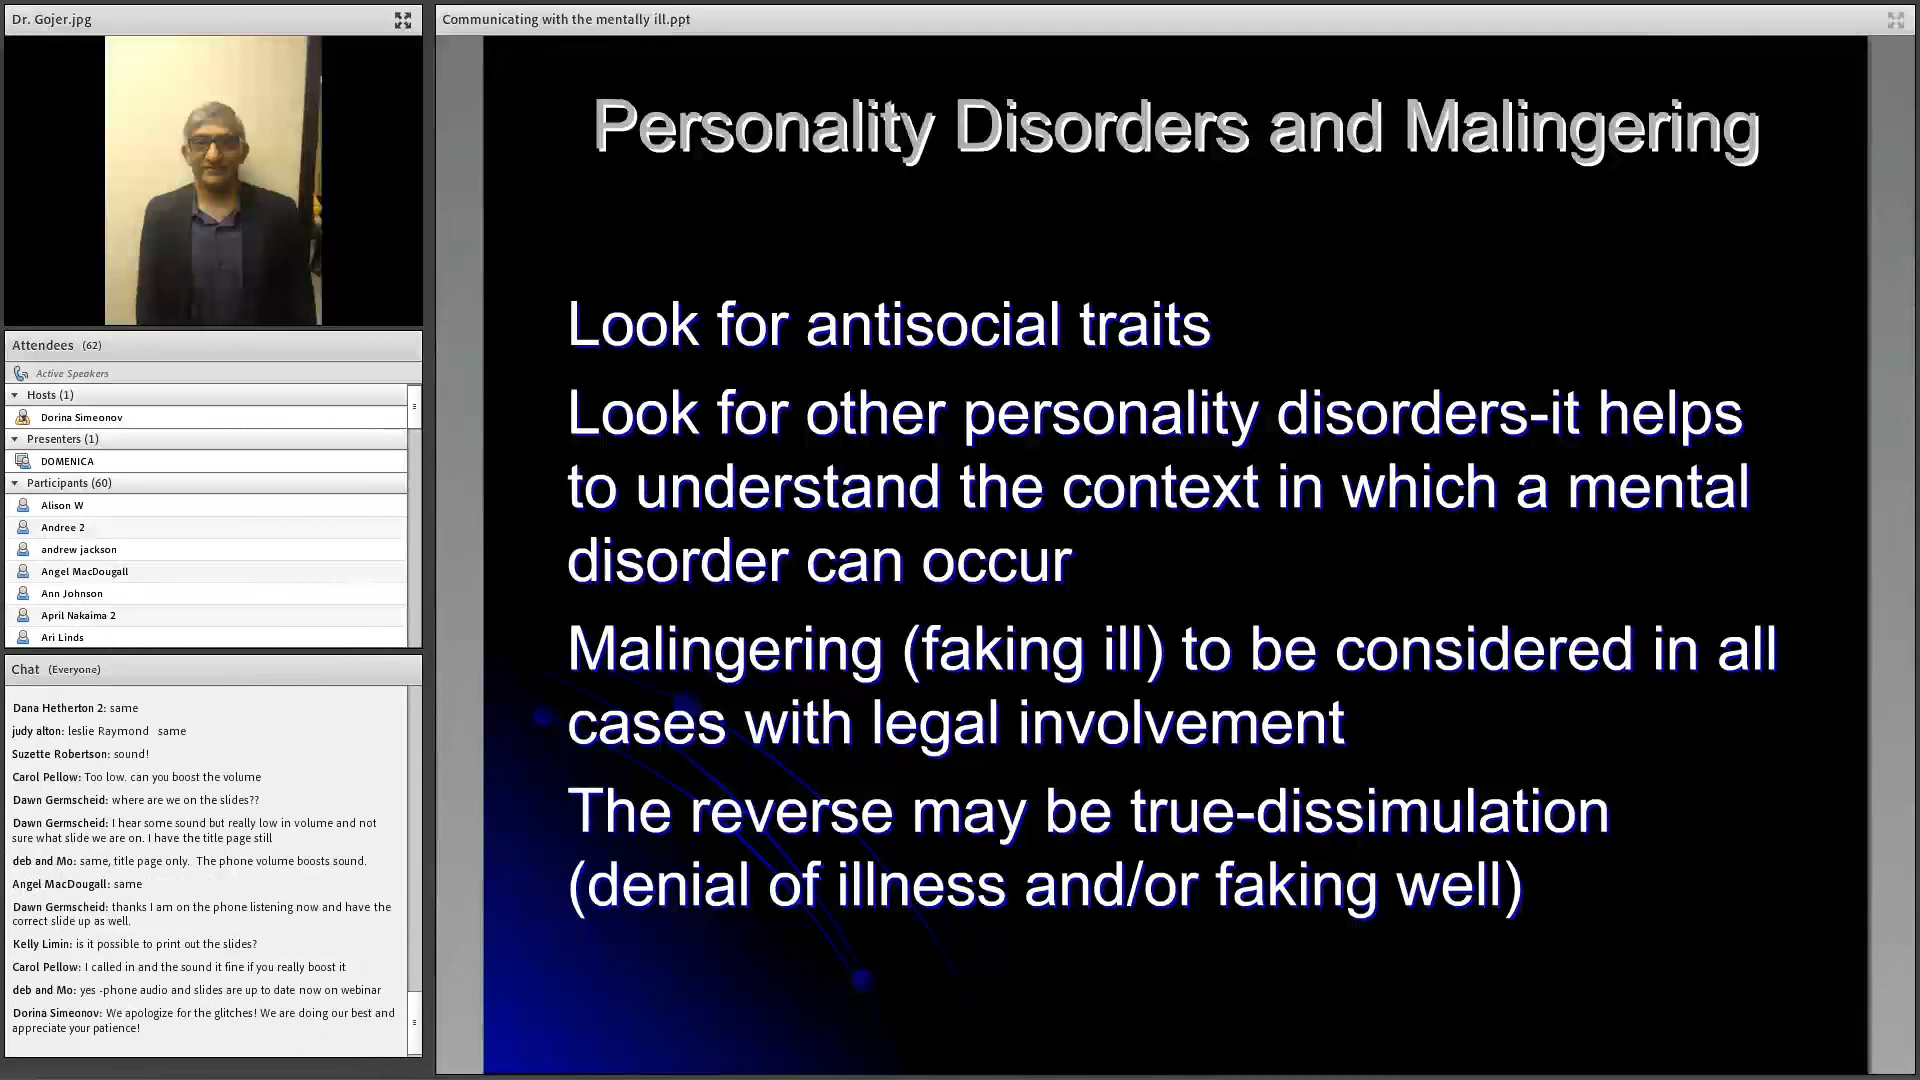 Dr. Gojer.jpg
Attendees (62)
Active Speakers
Hosts (1)
Dorina Simeonov
Presenters (1)
DOMENICA
Participants (60)
Alison W
Andree 2
andrew jackson
Angel MacDougall
Ann Johnson
April Nakaima 2
Ari Linds
Chat (Everyone)
Dana Hetherton 2: same
judy alton: leslie Raymond same
Suzette Robertson: sound!
Carol Pellow: Too low. can you boost the volume
Dawn Germscheid: where are we on the slides??
Dawn Germscheid: I hear some sound but really low in volume and not
sure what slide we are on. I have the title page still
deb and Mo: same, title page only. The phone volume boosts sound.
Angel MacDougall: same
Dawn Germscheid: thanks I am on the phone listening now and have the
correct slide up as well.
Kelly Limin: is it possible to print out the slides?
Carol Pellow: I called in and the sound it fine if you really boost it
deb and Mo: yes -phone audio and slides are up to date now on webinar
Dorina Simeonov: We apologize for the glitches! We are doing our best and
appreciate your patience!
Communicating with the mentally ill.ppt
Personality Disorders and Malingering
Look for antisocial traits
Look for other personality disorders-it helps
to understand the context in which a mental
disorder can occur
Malingering (faking ill) to be considered in all
cases with legal involvement
The reverse may be true-dissimulation
(denial of illness and/or faking well)